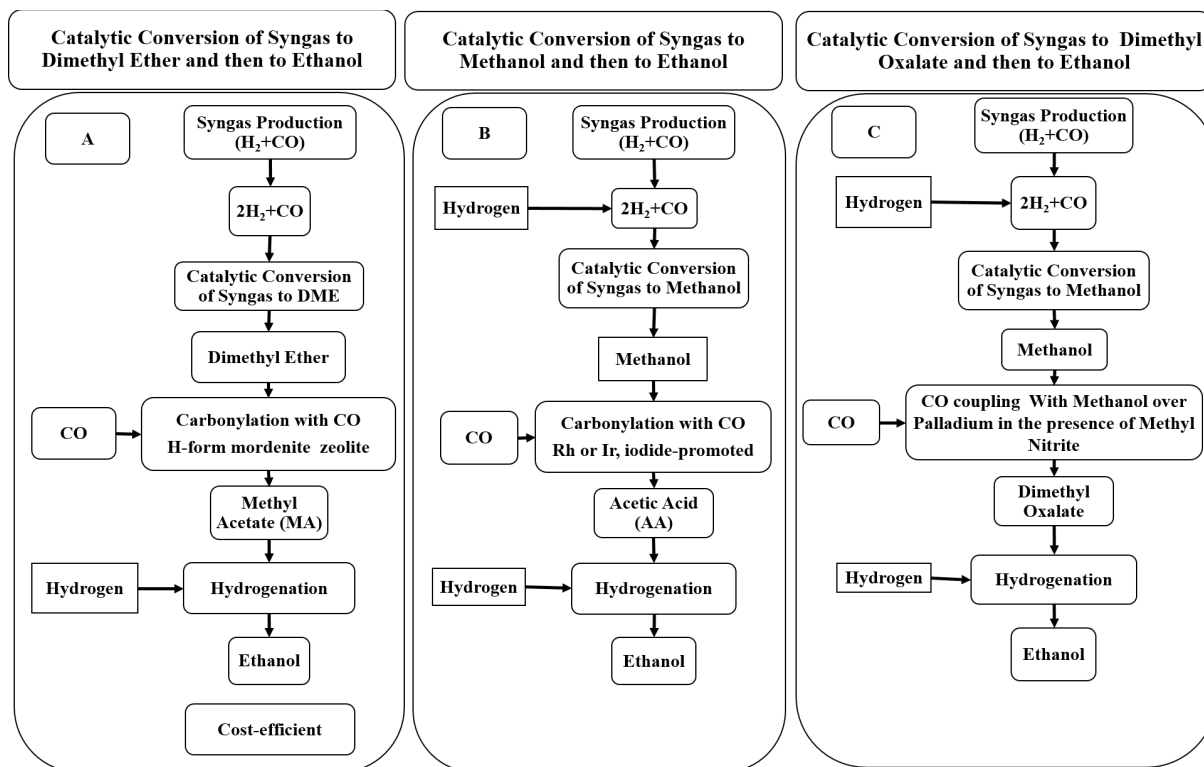 Catalytic Conversion of Syngas to
Dimethyl Ether and then to Ethanol
A
Syngas Production
(H₂+CO)
2H₂+CO
Catalytic Conversion
of Syngas to DME
Dimethyl Ether
CO
Carbonylation with CO
H-form mordenite zeolite
Methyl
Acetate (MA)
Hydrogen
Hydrogenation
Ethanol
Cost-efficient
Catalytic Conversion of Syngas to
Methanol and then to Ethanol
B
Syngas Production
(H₂+CO)
Hydrogen
2H₂+CO
Catalytic Conversion
of Syngas to Methanol
Methanol
CO
Carbonylation with CO
Rh or Ir, iodide-promoted
Acetic Acid
(AA)
Hydrogen
Hydrogenation
Ethanol
Catalytic Conversion of Syngas to Dimethyl
Oxalate and then to Ethanol
C
Syngas Production
(H₂+CO)
Hydrogen
2H₂+CO
Catalytic Conversion
of Syngas to Methanol
Methanol
CO
CO coupling With Methanol over
Palladium in the presence of Methyl
Nitrite
Dimethyl
Oxalate
Hydrogen
Hydrogenation
Ethanol